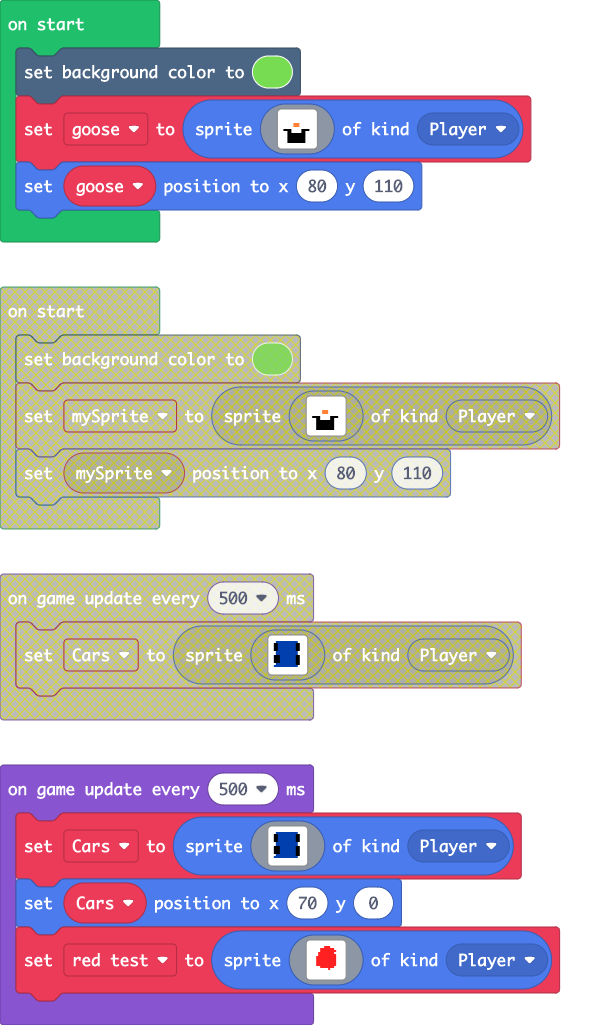 on start
set background color to
set goose to sprite of kind Player
set goose position to x 80 y 110
on start
set background color to
set mySprite to sprite of kind Player
set mySprite position to x 80 y 110
on game update every 500 ms
set Cars to sprite of kind Player
on game update every 500 ms
set Cars to sprite of kind Player
set Cars position to x 70 y 0
set red test to sprite of kind Player